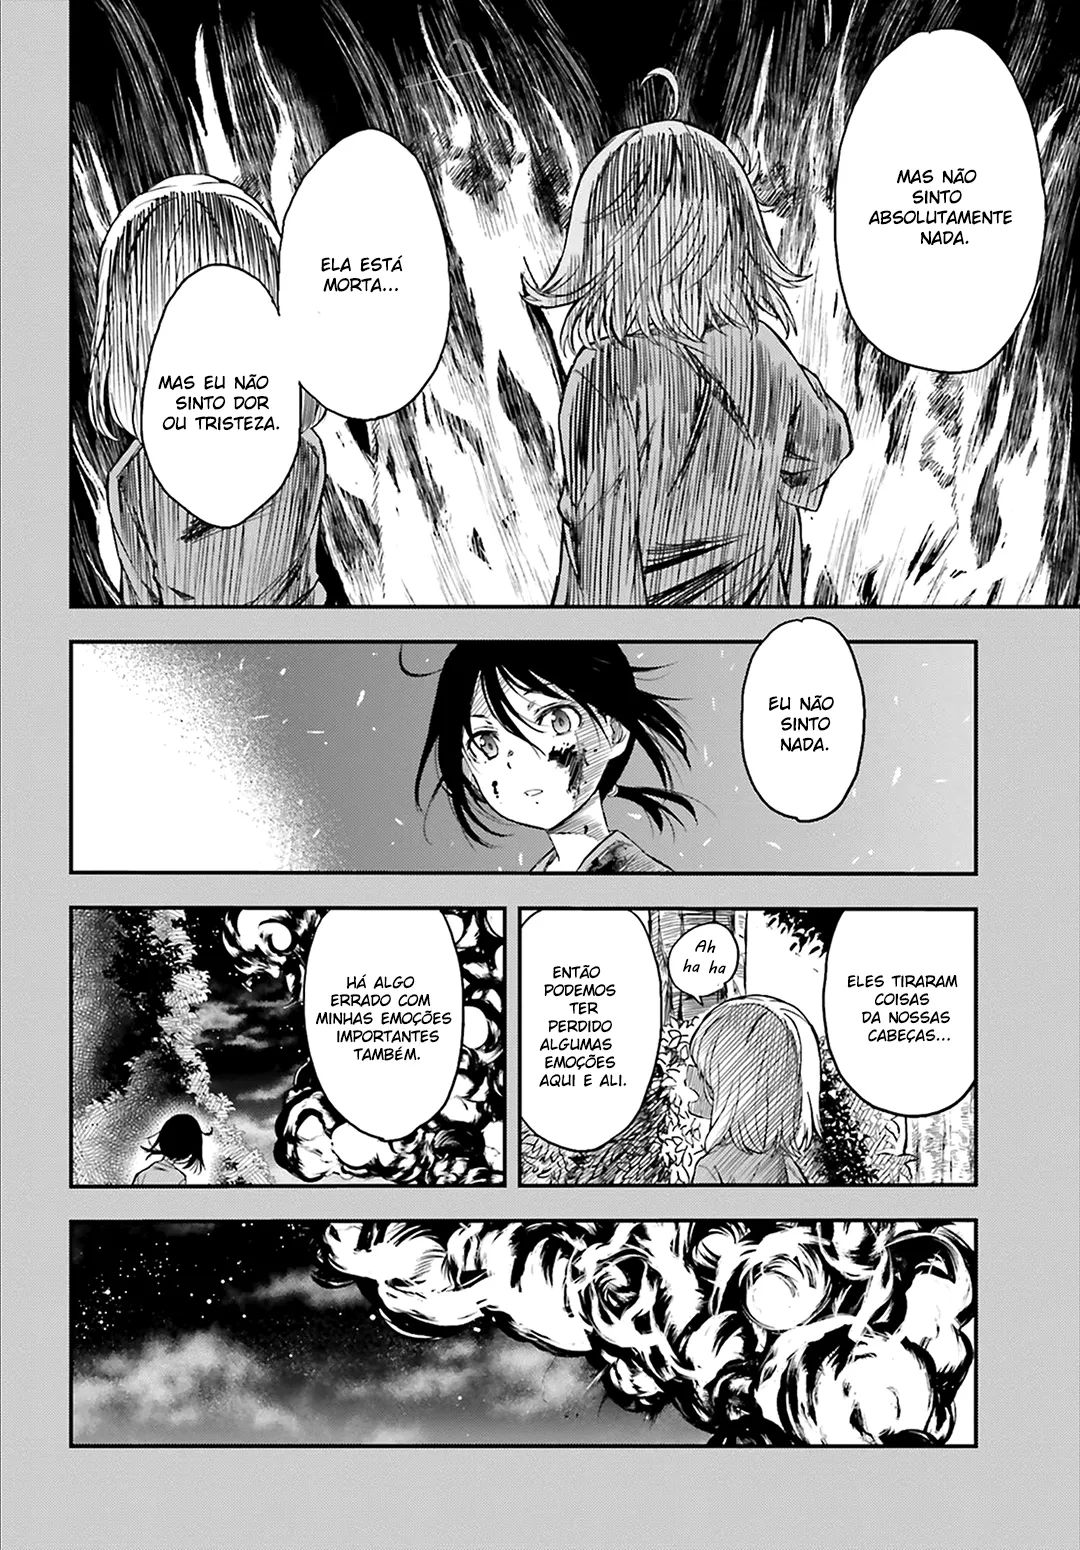 MAS NÃO
SINTO
ABSOLUTAMENTE
NADA.
ELA ESTÁ
MORTA...
MAS EU NÃO
SINTO DOR
OU TRISTEZA.
EU NÃO
SINTO
NADA.
ELES TIRARAM
COISAS
DA NOSSAS
CABEÇAS...
Ah
ha ha
ENTÃO
PODEMOS
TER
PERDIDO
ALGUMAS
EMOÇÕES
AQUI E ALI.
HÁ ALGO
ERRADO COM
MINHAS EMOÇÕES
IMPORTANTES
TAMBÉM.